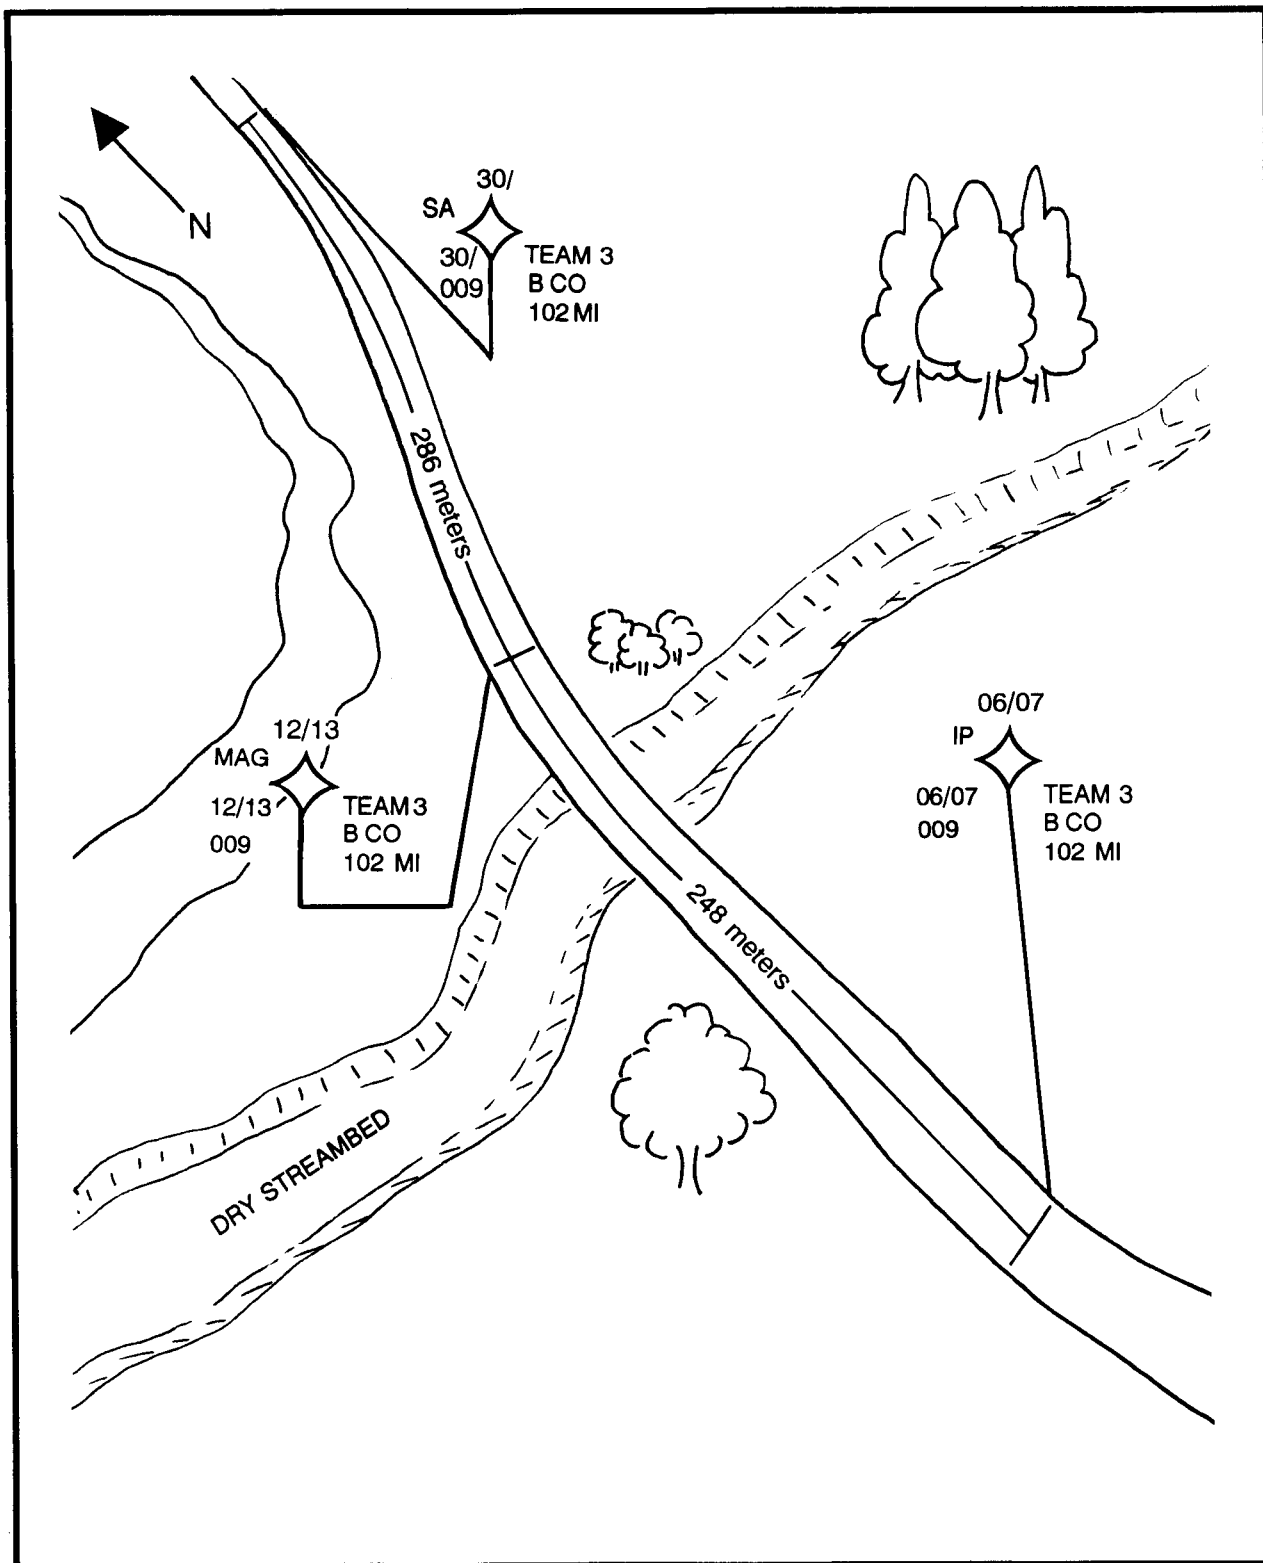 N
30/
SA
30/
009
TEAM 3
B CO
102 MI
286 meters
12/13
MAG
12/13
009
TEAM 3
B CO
102 MI
06/07
IP
06/07
009
TEAM 3
B CO
102 MI
248 meters
DRY STREAMBED